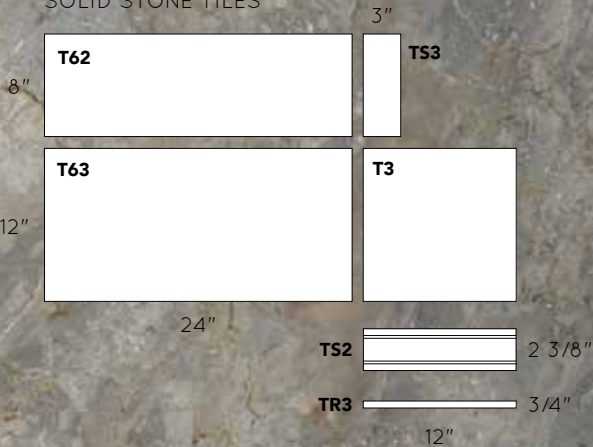 SOLID STONE TILES
3"
T62
TS3
8"
T63
T3
12"
24"
TS2
2 3/8"
TR3
3/4"
12"